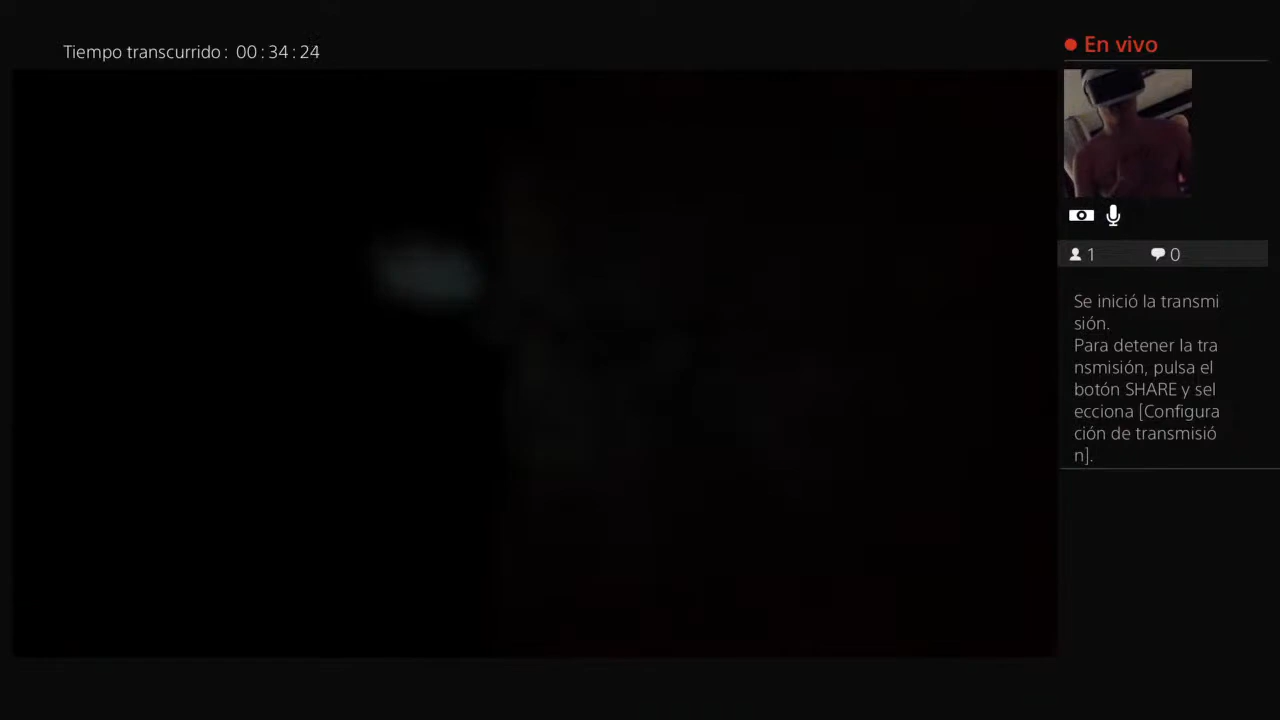 Tiempo transcurrido: 00:34:24
En vivo
1 0
Se inició la transmi
sión.
Para detener la tra
nsmisión, pulsa el
botón SHARE y sel
ecciona [Configura
ción de transmisió
n].